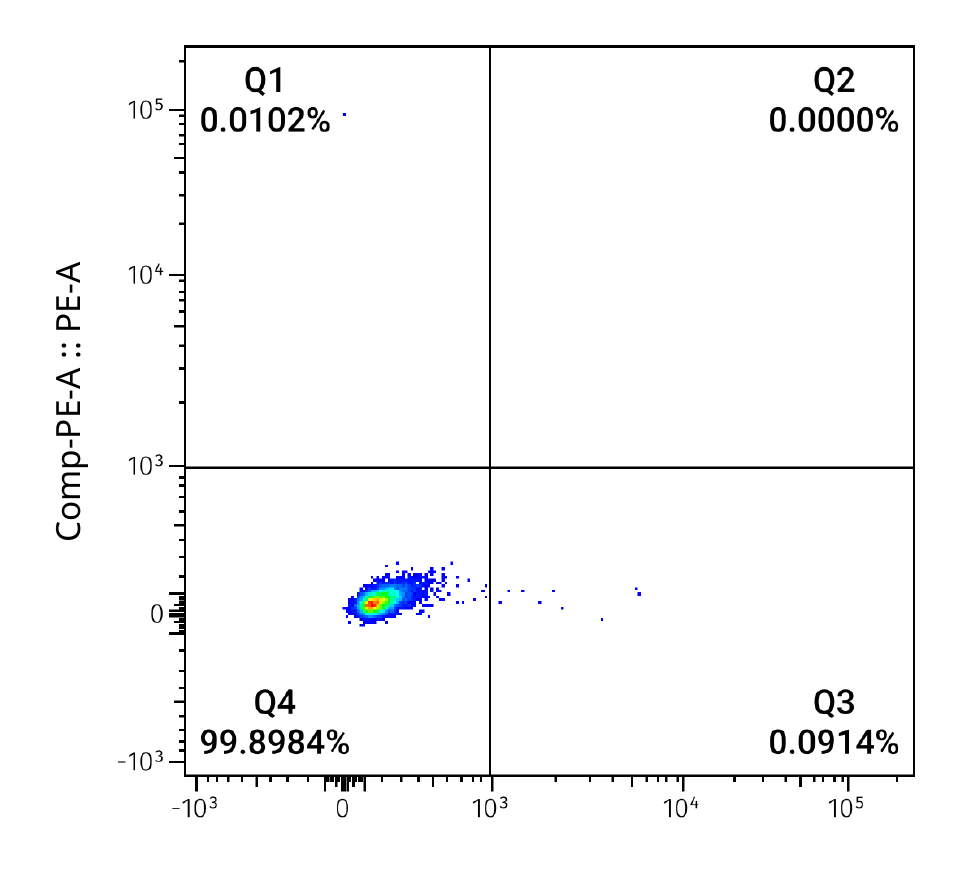 Q1
0.0102%
Q2
0.0000%
10⁵
10⁴
10³
0
-10³
Comp-PE-A :: PE-A
Q4
99.8984%
Q3
0.0914%
-10³ 0 10³ 10⁴ 10⁵